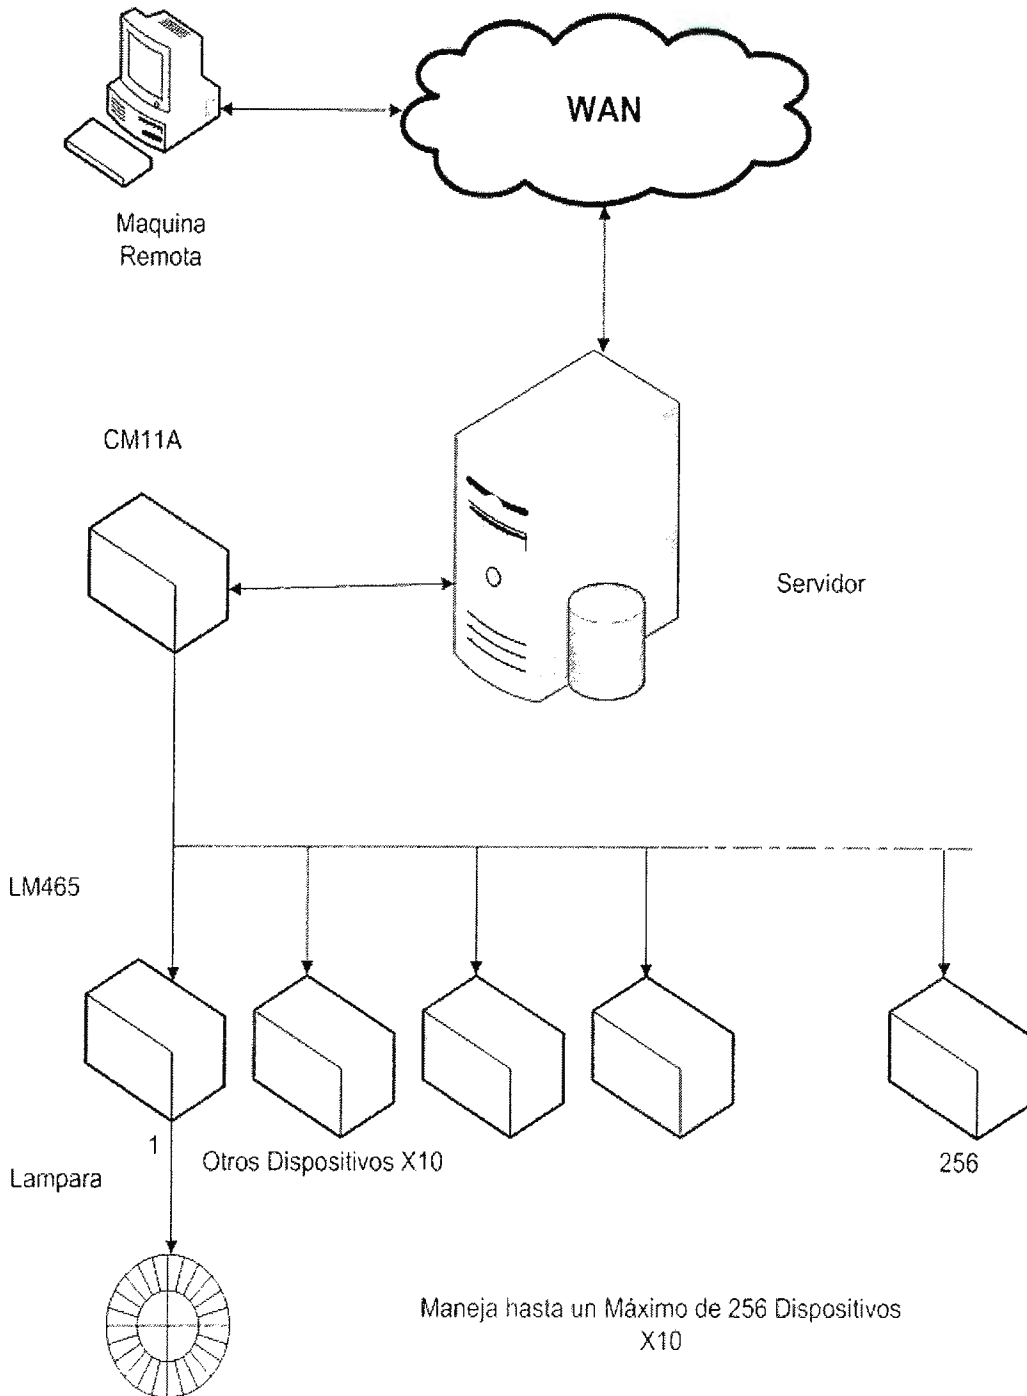 WAN
Maquina
Remota
CM11A
Servidor
LM465
1
Otros Dispositivos X10
256
Lampara
Maneja hasta un Máximo de 256 Dispositivos
X10